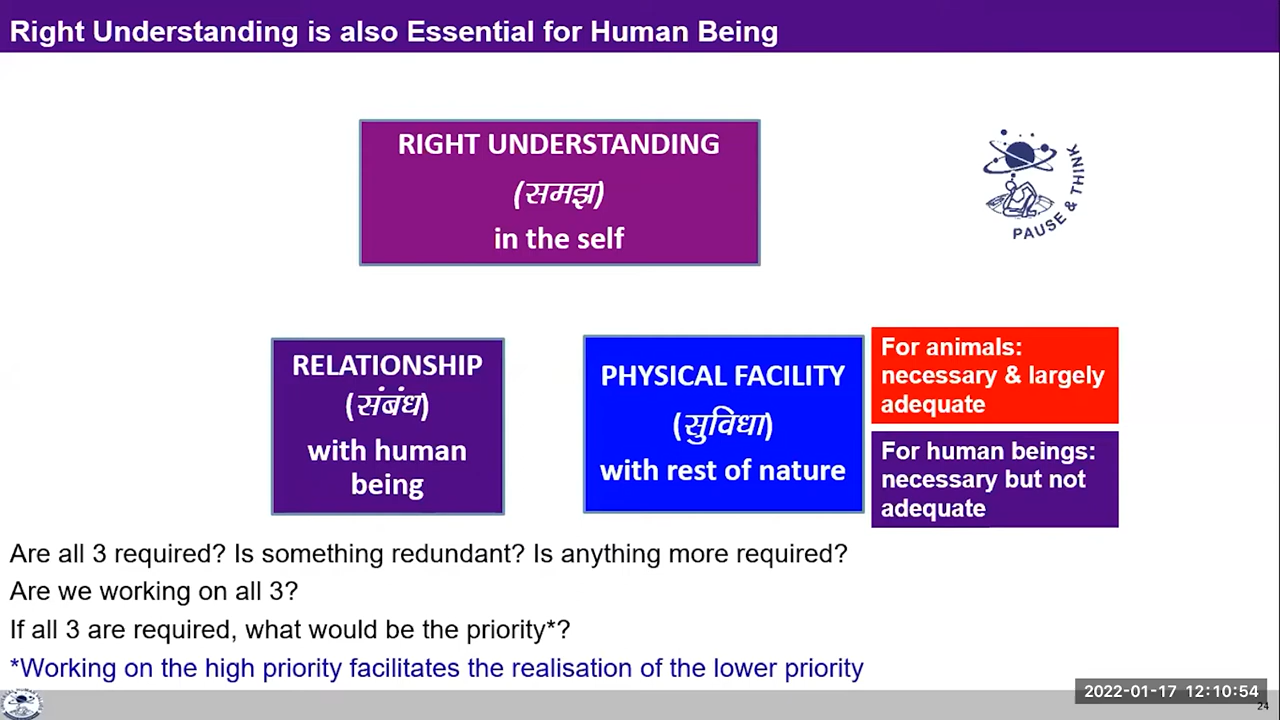 Right Understanding is also Essential for Human Being
RIGHT UNDERSTANDING
(समझ)
in the self
PAUSE & THINK
RELATIONSHIP
(संबंध)
with human
being
PHYSICAL FACILITY
(सुविधा)
with rest of nature
For animals:
necessary & largely
adequate
For human beings:
necessary but not
adequate
Are all 3 required? Is something redundant? Is anything more required?
Are we working on all 3?
If all 3 are required, what would be the priority*?
*Working on the high priority facilitates the realisation of the lower priority
2022-01-17 12:10:54
24